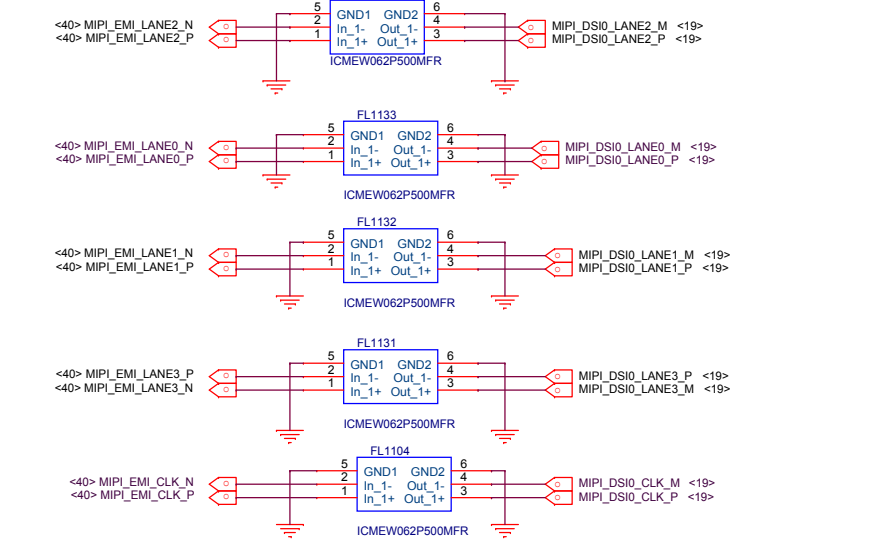 5 GND1 GND2 6
<40> MIPI_EMI_LANE2_N 2 In_1- Out_1- 4 MIPI_DSI0_LANE2_M <19>
<40> MIPI_EMI_LANE2_P 1 In_1+ Out_1+ 3 MIPI_DSI0_LANE2_P <19>
ICMEW062P500MFR
FL1133
5 GND1 GND2 6
<40> MIPI_EMI_LANE0_N 2 In_1- Out_1- 4 MIPI_DSI0_LANE0_M <19>
<40> MIPI_EMI_LANE0_P 1 In_1+ Out_1+ 3 MIPI_DSI0_LANE0_P <19>
ICMEW062P500MFR
FL1132
5 GND1 GND2 6
<40> MIPI_EMI_LANE1_N 2 In_1- Out_1- 4 MIPI_DSI0_LANE1_M <19>
<40> MIPI_EMI_LANE1_P 1 In_1+ Out_1+ 3 MIPI_DSI0_LANE1_P <19>
ICMEW062P500MFR
FL1131
5 GND1 GND2 6
<40> MIPI_EMI_LANE3_P 2 In_1- Out_1- 4 MIPI_DSI0_LANE3_P <19>
<40> MIPI_EMI_LANE3_N 1 In_1+ Out_1+ 3 MIPI_DSI0_LANE3_M <19>
ICMEW062P500MFR
FL1104
5 GND1 GND2 6
<40> MIPI_EMI_CLK_N 2 In_1- Out_1- 4 MIPI_DSI0_CLK_M <19>
<40> MIPI_EMI_CLK_P 1 In_1+ Out_1+ 3 MIPI_DSI0_CLK_P <19>
ICMEW062P500MFR